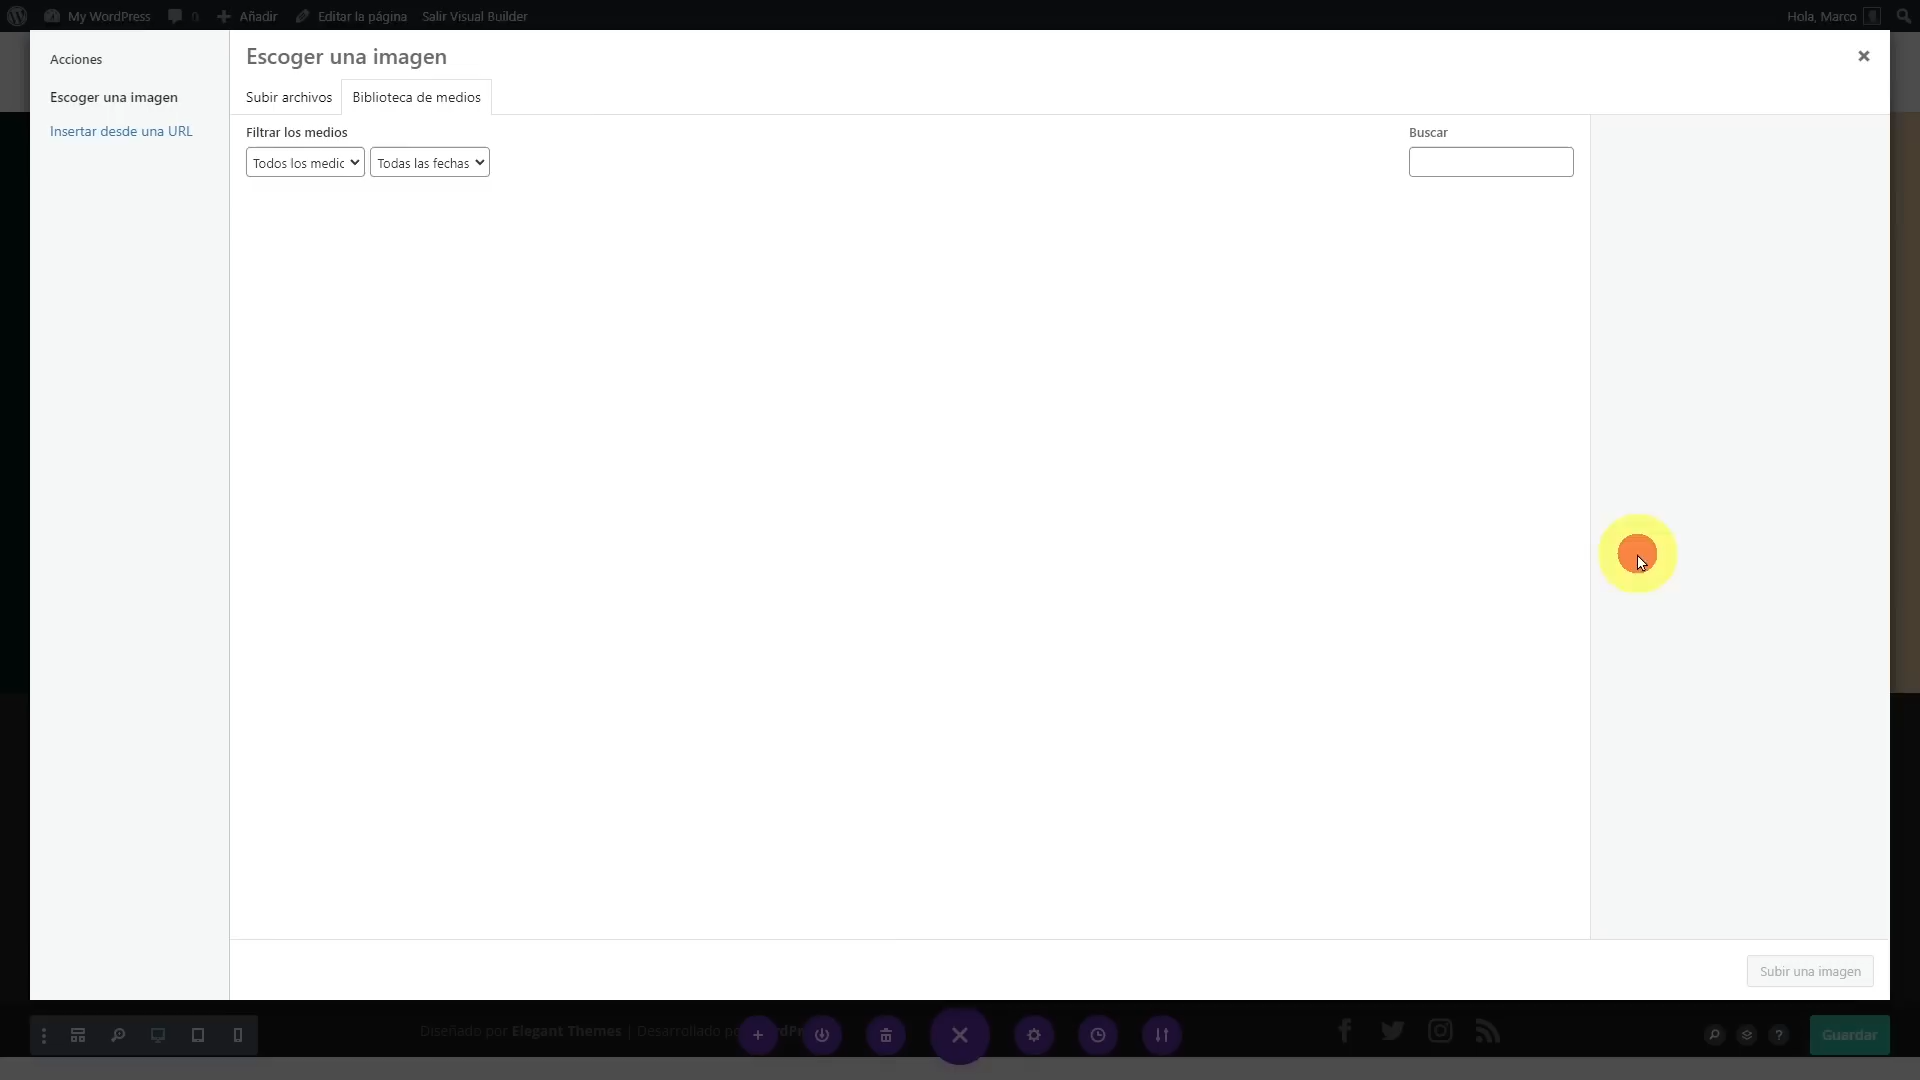 My WordPress 0 Añadir Editar la página Salir Visual Builder Hola, Marco
Acciones
Escoger una imagen
Insertar desde una URL
Escoger una imagen
Subir archivos Biblioteca de medios
Filtrar los medios
Todos los medic Todas las fechas
Buscar
Subir una imagen
Diseñado por Elegant Themes | Desarrollado po
Guardar